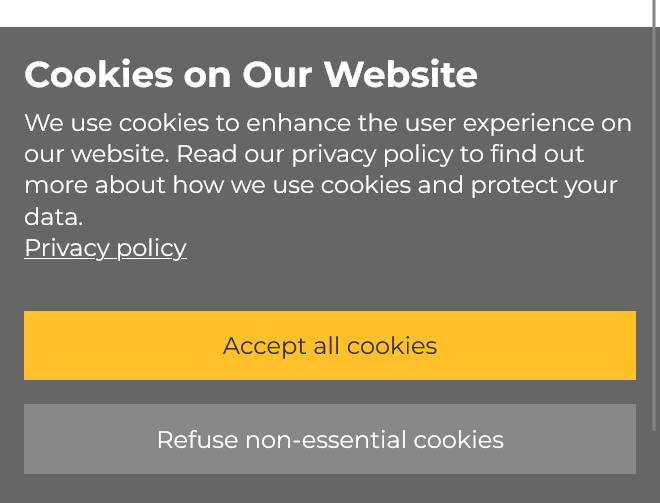 Cookies on Our Website
We use cookies to enhance the user experience on
our website. Read our privacy policy to find out
more about how we use cookies and protect your
data.
Privacy policy
Accept all cookies
Refuse non-essential cookies